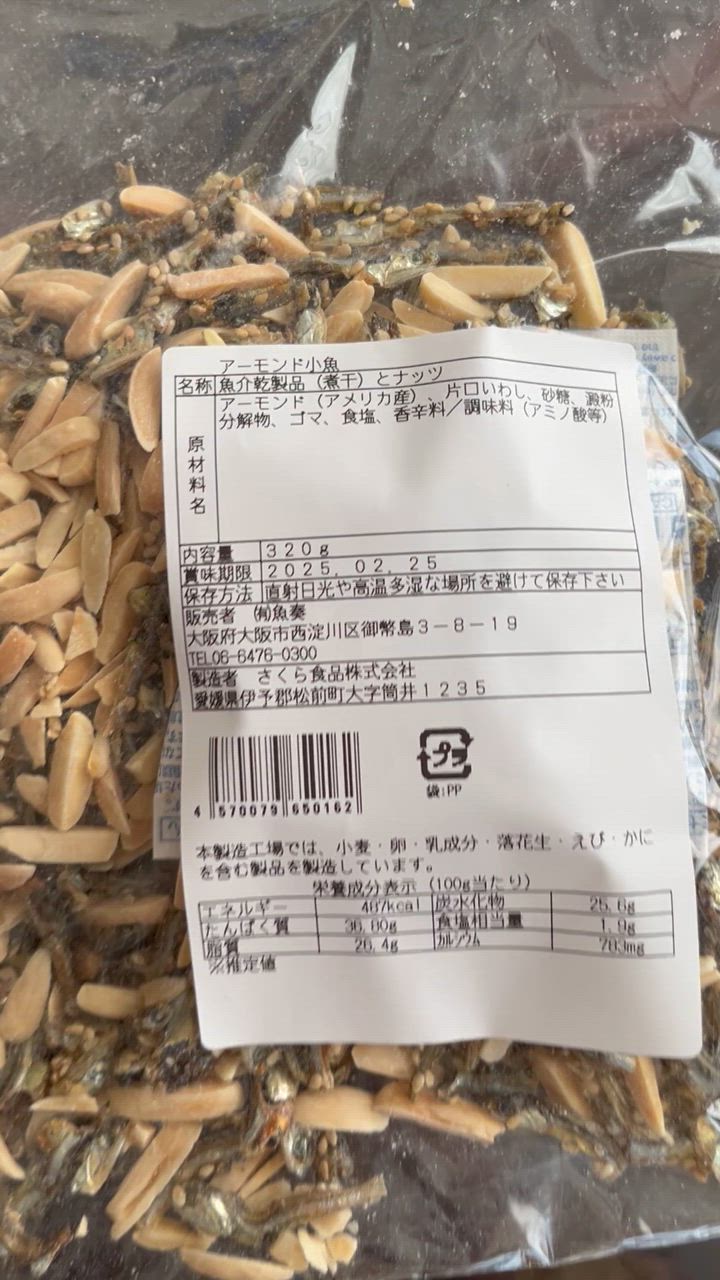 アーモンド小魚
名称 魚介乾製品（煮干）とナッツ
原材料名 アーモンド（アメリカ産）、片口いわし、砂糖、澱粉
分解物、ゴマ、食塩、香辛料／調味料（アミノ酸等）
内容量 320g
賞味期限 2025. 02. 25
保存方法 直射日光や高温多湿な場所を避けて保存下さい
販売者 ㈲魚奏
大阪府大阪市西淀川区御幣島3-8-19
TEL06-6476-0300
製造者 さくら食品株式会社
愛媛県伊予郡松前町大字筒井1235
プラ
袋:PP
4 570079 650162
本製造工場では、小麦・卵・乳成分・落花生・えび・かに
を含む製品を製造しています。
栄養成分表示（100g当たり）
エネルギー 487kcal 炭水化物 25.6g
たんぱく質 36.80g 食塩相当量 1.9g
脂質 26.4g カルシウム 783mg
※推定値